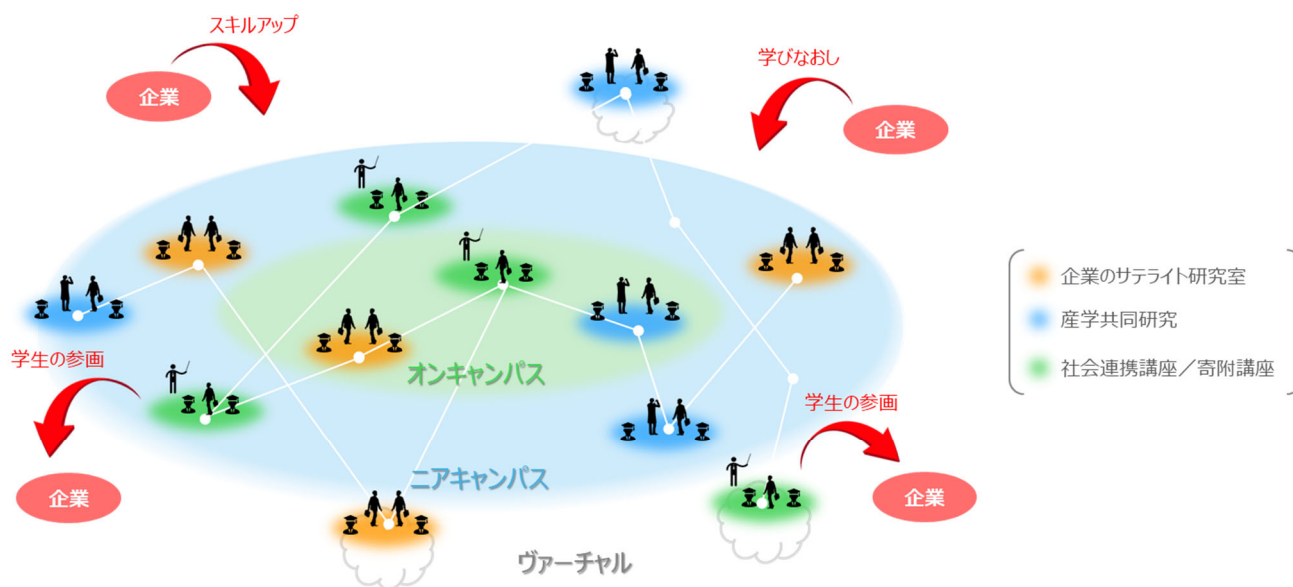 スキルアップ
企業
学びなおし
企業
企業のサテライト研究室
産学共同研究
社会連携講座／寄附講座
学生の参画
オンキャンパス
学生の参画
ニアキャンパス
企業
企業
ヴァーチャル